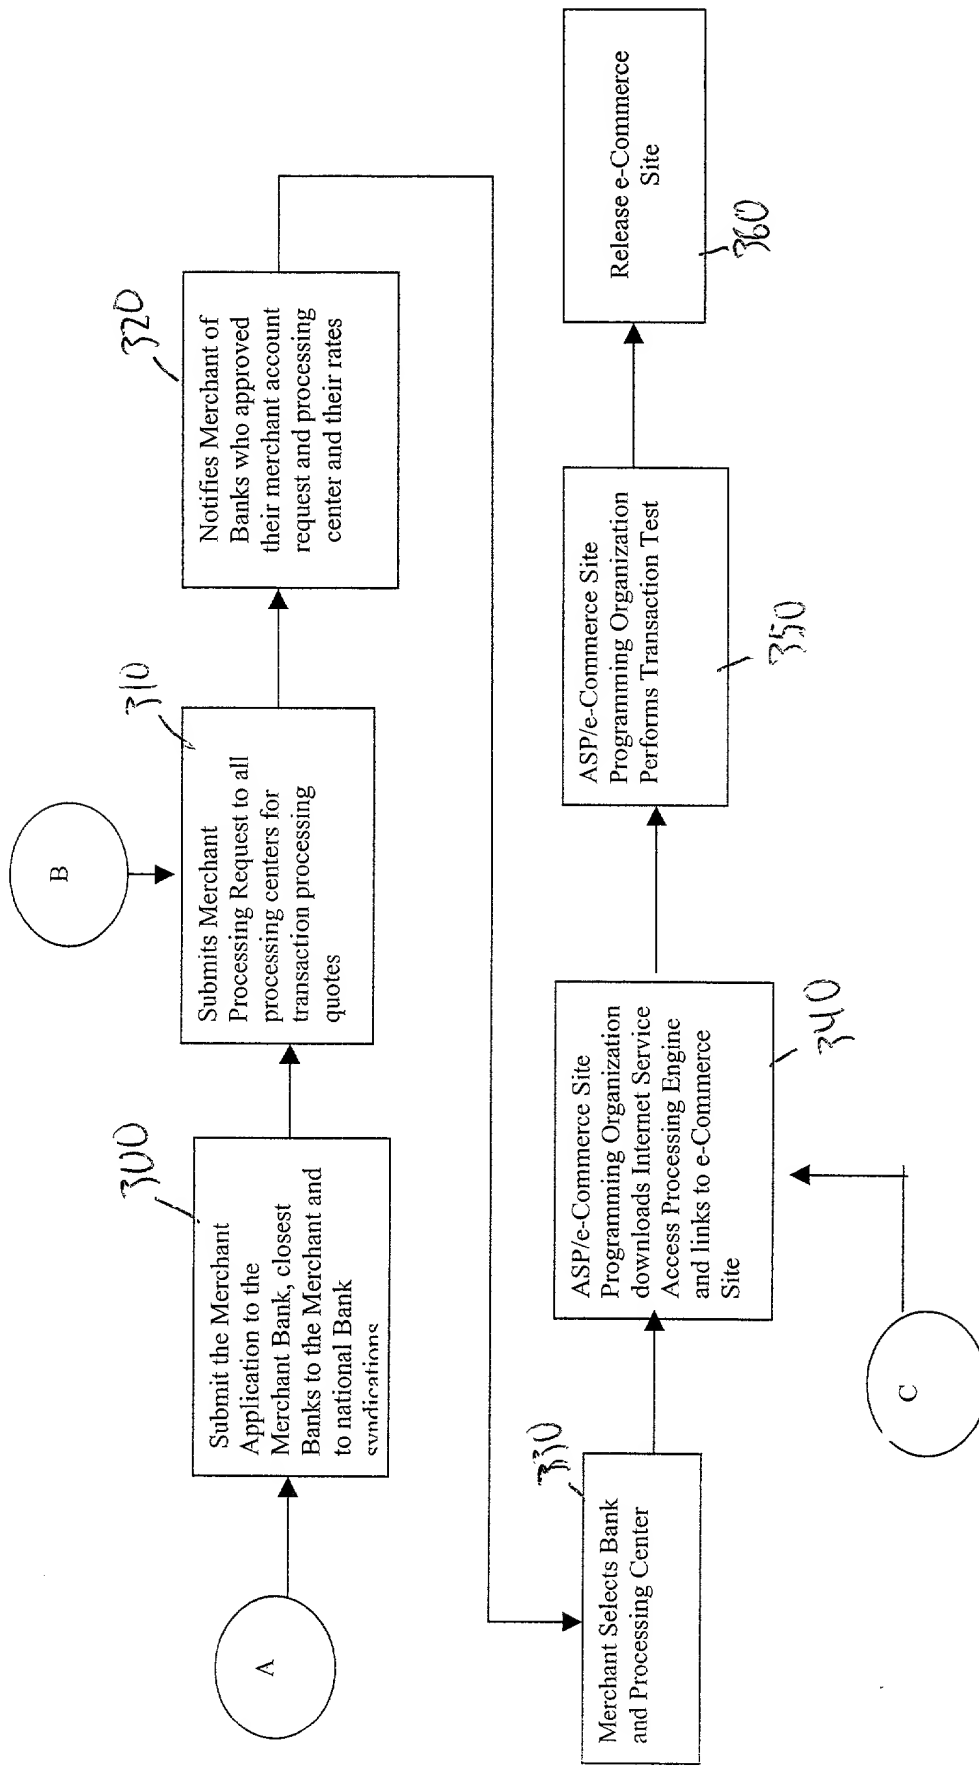 A
300
Submit the Merchant
Application to the
Merchant Bank, closest
Banks to the Merchant and
to national Bank
syndications
B
310
Submits Merchant
Processing Request to all
processing centers for
transaction processing
quotes
320
Notifies Merchant of
Banks who approved
their merchant account
request and processing
center and their rates
330
Merchant Selects Bank
and Processing Center
ASP/e-Commerce Site
Programming Organization
downloads Internet Service
Access Processing Engine
and links to e-Commerce
Site
340
C
ASP/e-Commerce Site
Programming Organization
Performs Transaction Test
350
Release e-Commerce
Site
360